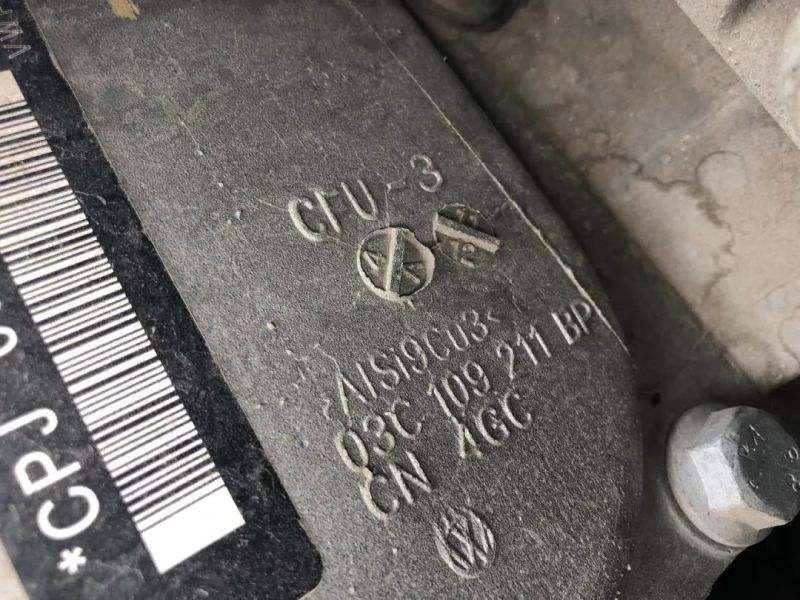 CFU-3
>AlSi9Cu3<
03C 109 211 BP
CN 4GC
*CPJ